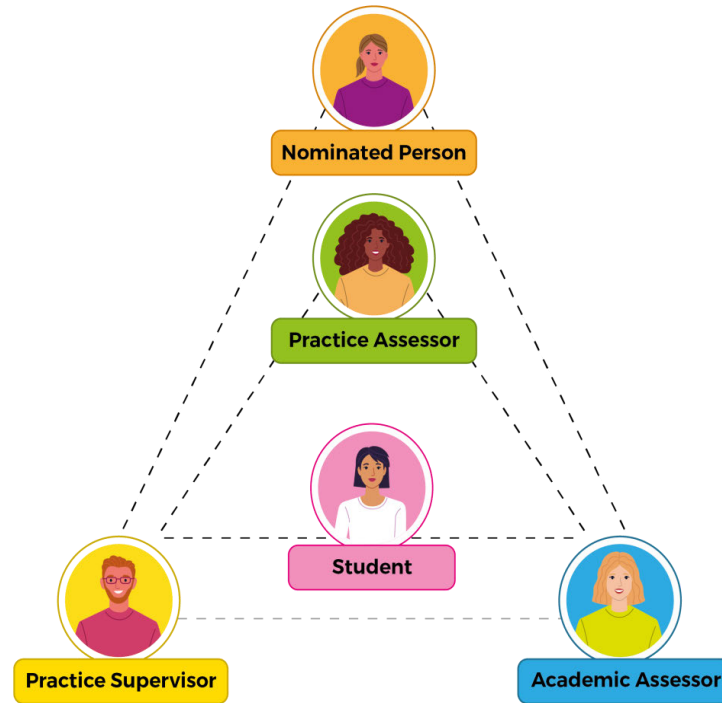 Nominated Person
Practice Assessor
Student
Practice Supervisor
Academic Assessor